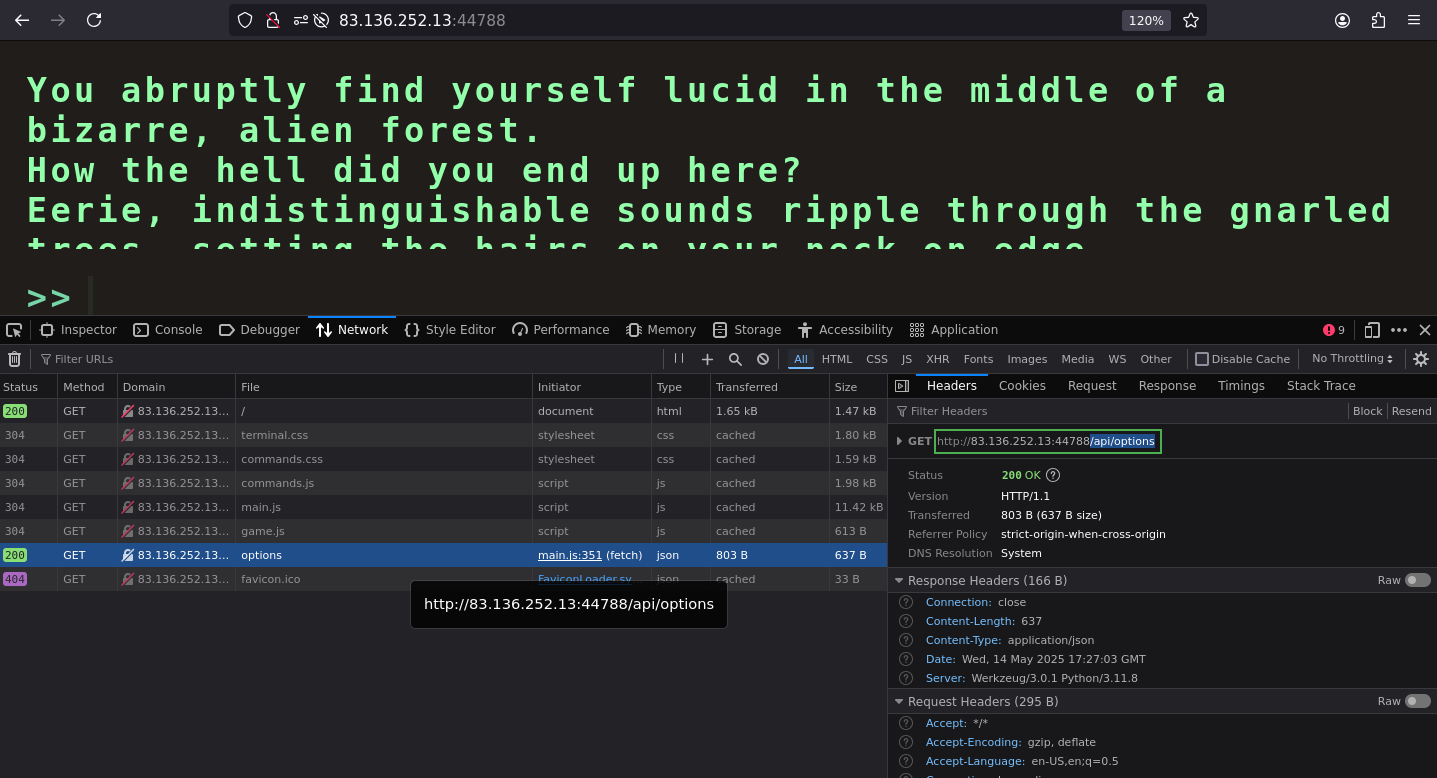 83.136.252.13:44788
120%
You abruptly find yourself lucid in the middle of a
bizarre, alien forest.
How the hell did you end up here?
Eerie, indistinguishable sounds ripple through the gnarled
trees, setting the hairs on your neck on edge
>>
Inspector Console Debugger Network Style Editor Performance Memory Storage Accessibility Application 9
Filter URLs All HTML CSS JS XHR Fonts Images Media WS Other Disable Cache No Throttling
Status Method Domain File Initiator Type Transferred Size
200 GET 83.136.252.13... / document html 1.65 kB 1.47 kB
304 GET 83.136.252.13... terminal.css stylesheet css cached 1.80 kB
304 GET 83.136.252.13... commands.css stylesheet css cached 1.59 kB
304 GET 83.136.252.13... commands.js script js cached 1.98 kB
304 GET 83.136.252.13... main.js script js cached 11.42 kB
304 GET 83.136.252.13... game.js script js cached 613 B
200 GET 83.136.252.13... options main.js:351 (fetch) json 803 B 637 B
404 GET 83.136.252.13... favicon.ico FaviconLoader.sy json cached 33 B
http://83.136.252.13:44788/api/options
Headers Cookies Request Response Timings Stack Trace
Filter Headers Block Resend
GET http://83.136.252.13:44788/api/options
Status 200 OK ?
Version HTTP/1.1
Transferred 803 B (637 B size)
Referrer Policy strict-origin-when-cross-origin
DNS Resolution System
Response Headers (166 B) Raw
? Connection: close
? Content-Length: 637
? Content-Type: application/json
? Date: Wed, 14 May 2025 17:27:03 GMT
? Server: Werkzeug/3.0.1 Python/3.11.8
Request Headers (295 B) Raw
? Accept: */*
? Accept-Encoding: gzip, deflate
? Accept-Language: en-US,en;q=0.5